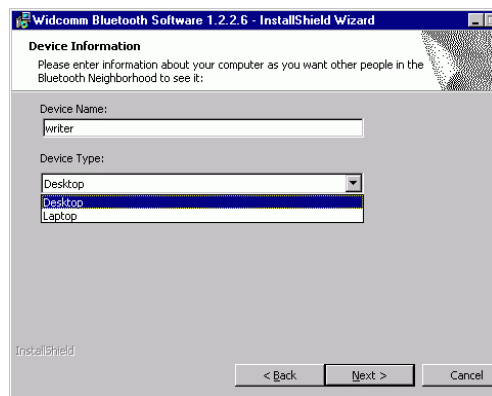 Widcomm Bluetooth Software 1.2.2.6 - InstallShield Wizard
Device Information
Please enter information about your computer as you want other people in the
Bluetooth Neighborhood to see it:
Device Name:
writer
Device Type:
Desktop
Desktop
Laptop
InstallShield
< Back Next > Cancel